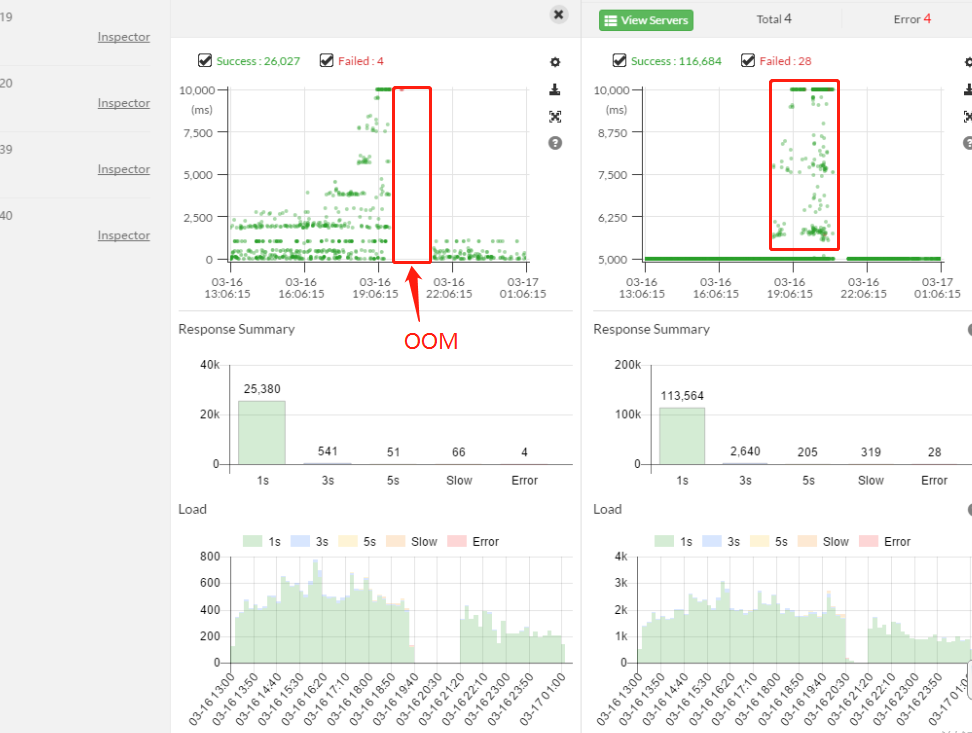 19
Inspector
20
Inspector
39
Inspector
40
Inspector
Success : 26,027 Failed : 4
10,000
(ms)
7,500
5,000
2,500
0
03-16 13:06:15
03-16 16:06:15
03-16 19:06:15
03-16 22:06:15
03-17 01:06:15
OOM
Response Summary
40k
20k
0
25,380
541
51
66
4
1s 3s 5s Slow Error
Load
1s 3s 5s Slow Error
800
600
400
200
0
03-16 13:00
03-16 13:50
03-16 14:40
03-16 15:30
03-16 16:20
03-16 17:10
03-16 18:00
03-16 18:50
03-16 19:40
03-16 20:30
03-16 21:20
03-16 22:10
03-16 23:00
03-16 23:50
03-17 01:00
View Servers
Total 4
Error 4
Success : 116,684 Failed : 28
10,000
(ms)
8,750
7,500
6,250
5,000
03-16 13:06:15
03-16 16:06:15
03-16 19:06:15
03-16 22:06:15
03-17 01:06:15
Response Summary
200k
100k
0
113,564
2,640
205
319
28
1s 3s 5s Slow Error
Load
1s 3s 5s Slow Error
4k
3k
2k
1k
0
03-16 13:00
03-16 13:50
03-16 14:40
03-16 15:30
03-16 16:20
03-16 17:10
03-16 18:00
03-16 18:50
03-16 19:40
03-16 20:30
03-16 21:20
03-16 22:10
03-16 23:00
03-16 23:50